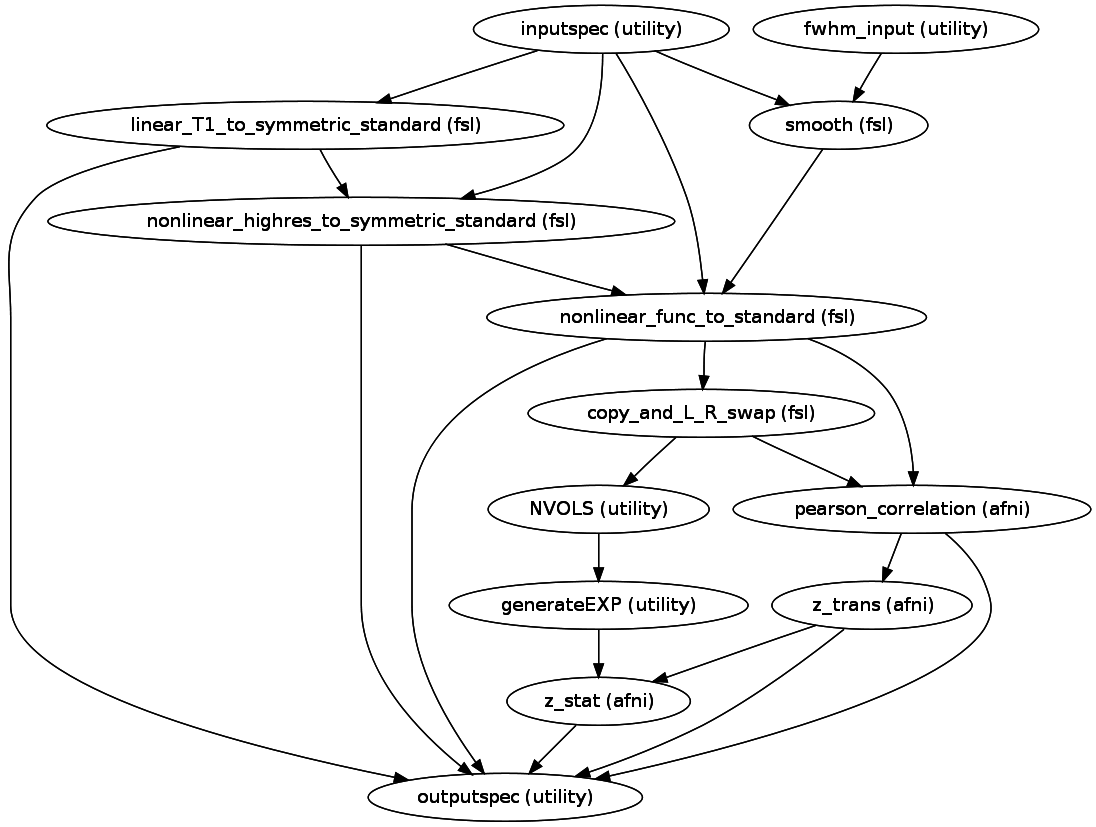 inputspec (utility)
fwhm_input (utility)
linear_T1_to_symmetric_standard (fsl)
smooth (fsl)
nonlinear_highres_to_symmetric_standard (fsl)
nonlinear_func_to_standard (fsl)
copy_and_L_R_swap (fsl)
NVOLS (utility)
pearson_correlation (afni)
generateEXP (utility)
z_trans (afni)
z_stat (afni)
outputspec (utility)